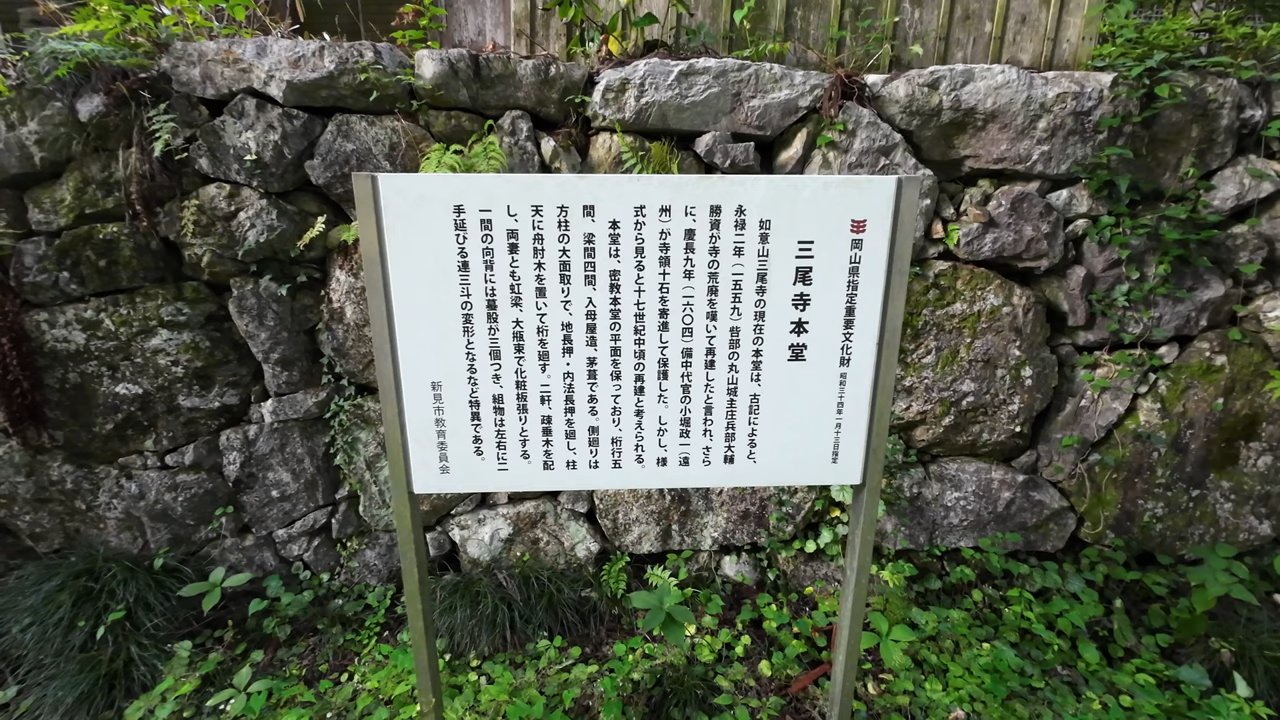 岡山県指定重要文化財 昭和三十四年一月十三日指定
三尾寺本堂
如意山三尾寺の現在の本堂は、古記によると、
永禄二年（一五五九）呰部の丸山城主庄兵部大輔
勝資が寺の荒廃を嘆いて再建したと言われ、さら
に、慶長九年（一六〇四）備中代官の小堀政一（遠
州）が寺領十石を寄進して保護した。しかし、様
式から見ると十七世紀中頃の再建と考えられる。
本堂は、密教本堂の平面を保っており、桁行五
間、梁間四間、入母屋造、茅葺である。側廻りは
方柱の大面取りで、地長押・内法長押を廻し、柱
天に舟肘木を置いて桁を廻す。二軒、疎垂木を配
し、両妻とも虹梁、大瓶束で化粧板張りとする。
一間の向背には蟇股が三個つき、組物は左右に二
手延びる連三斗の変形となるなど特異である。
新見市教育委員会